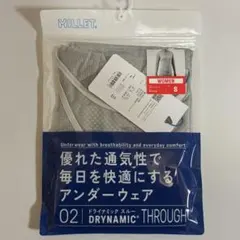 MILLET
WOMEN
S
Underwear with breathability and everyday comfort
優れた通気性で
毎日を快適にする
アンダーウェア
02 ドライナミック スルー
DRYNAMIC® THROUGH